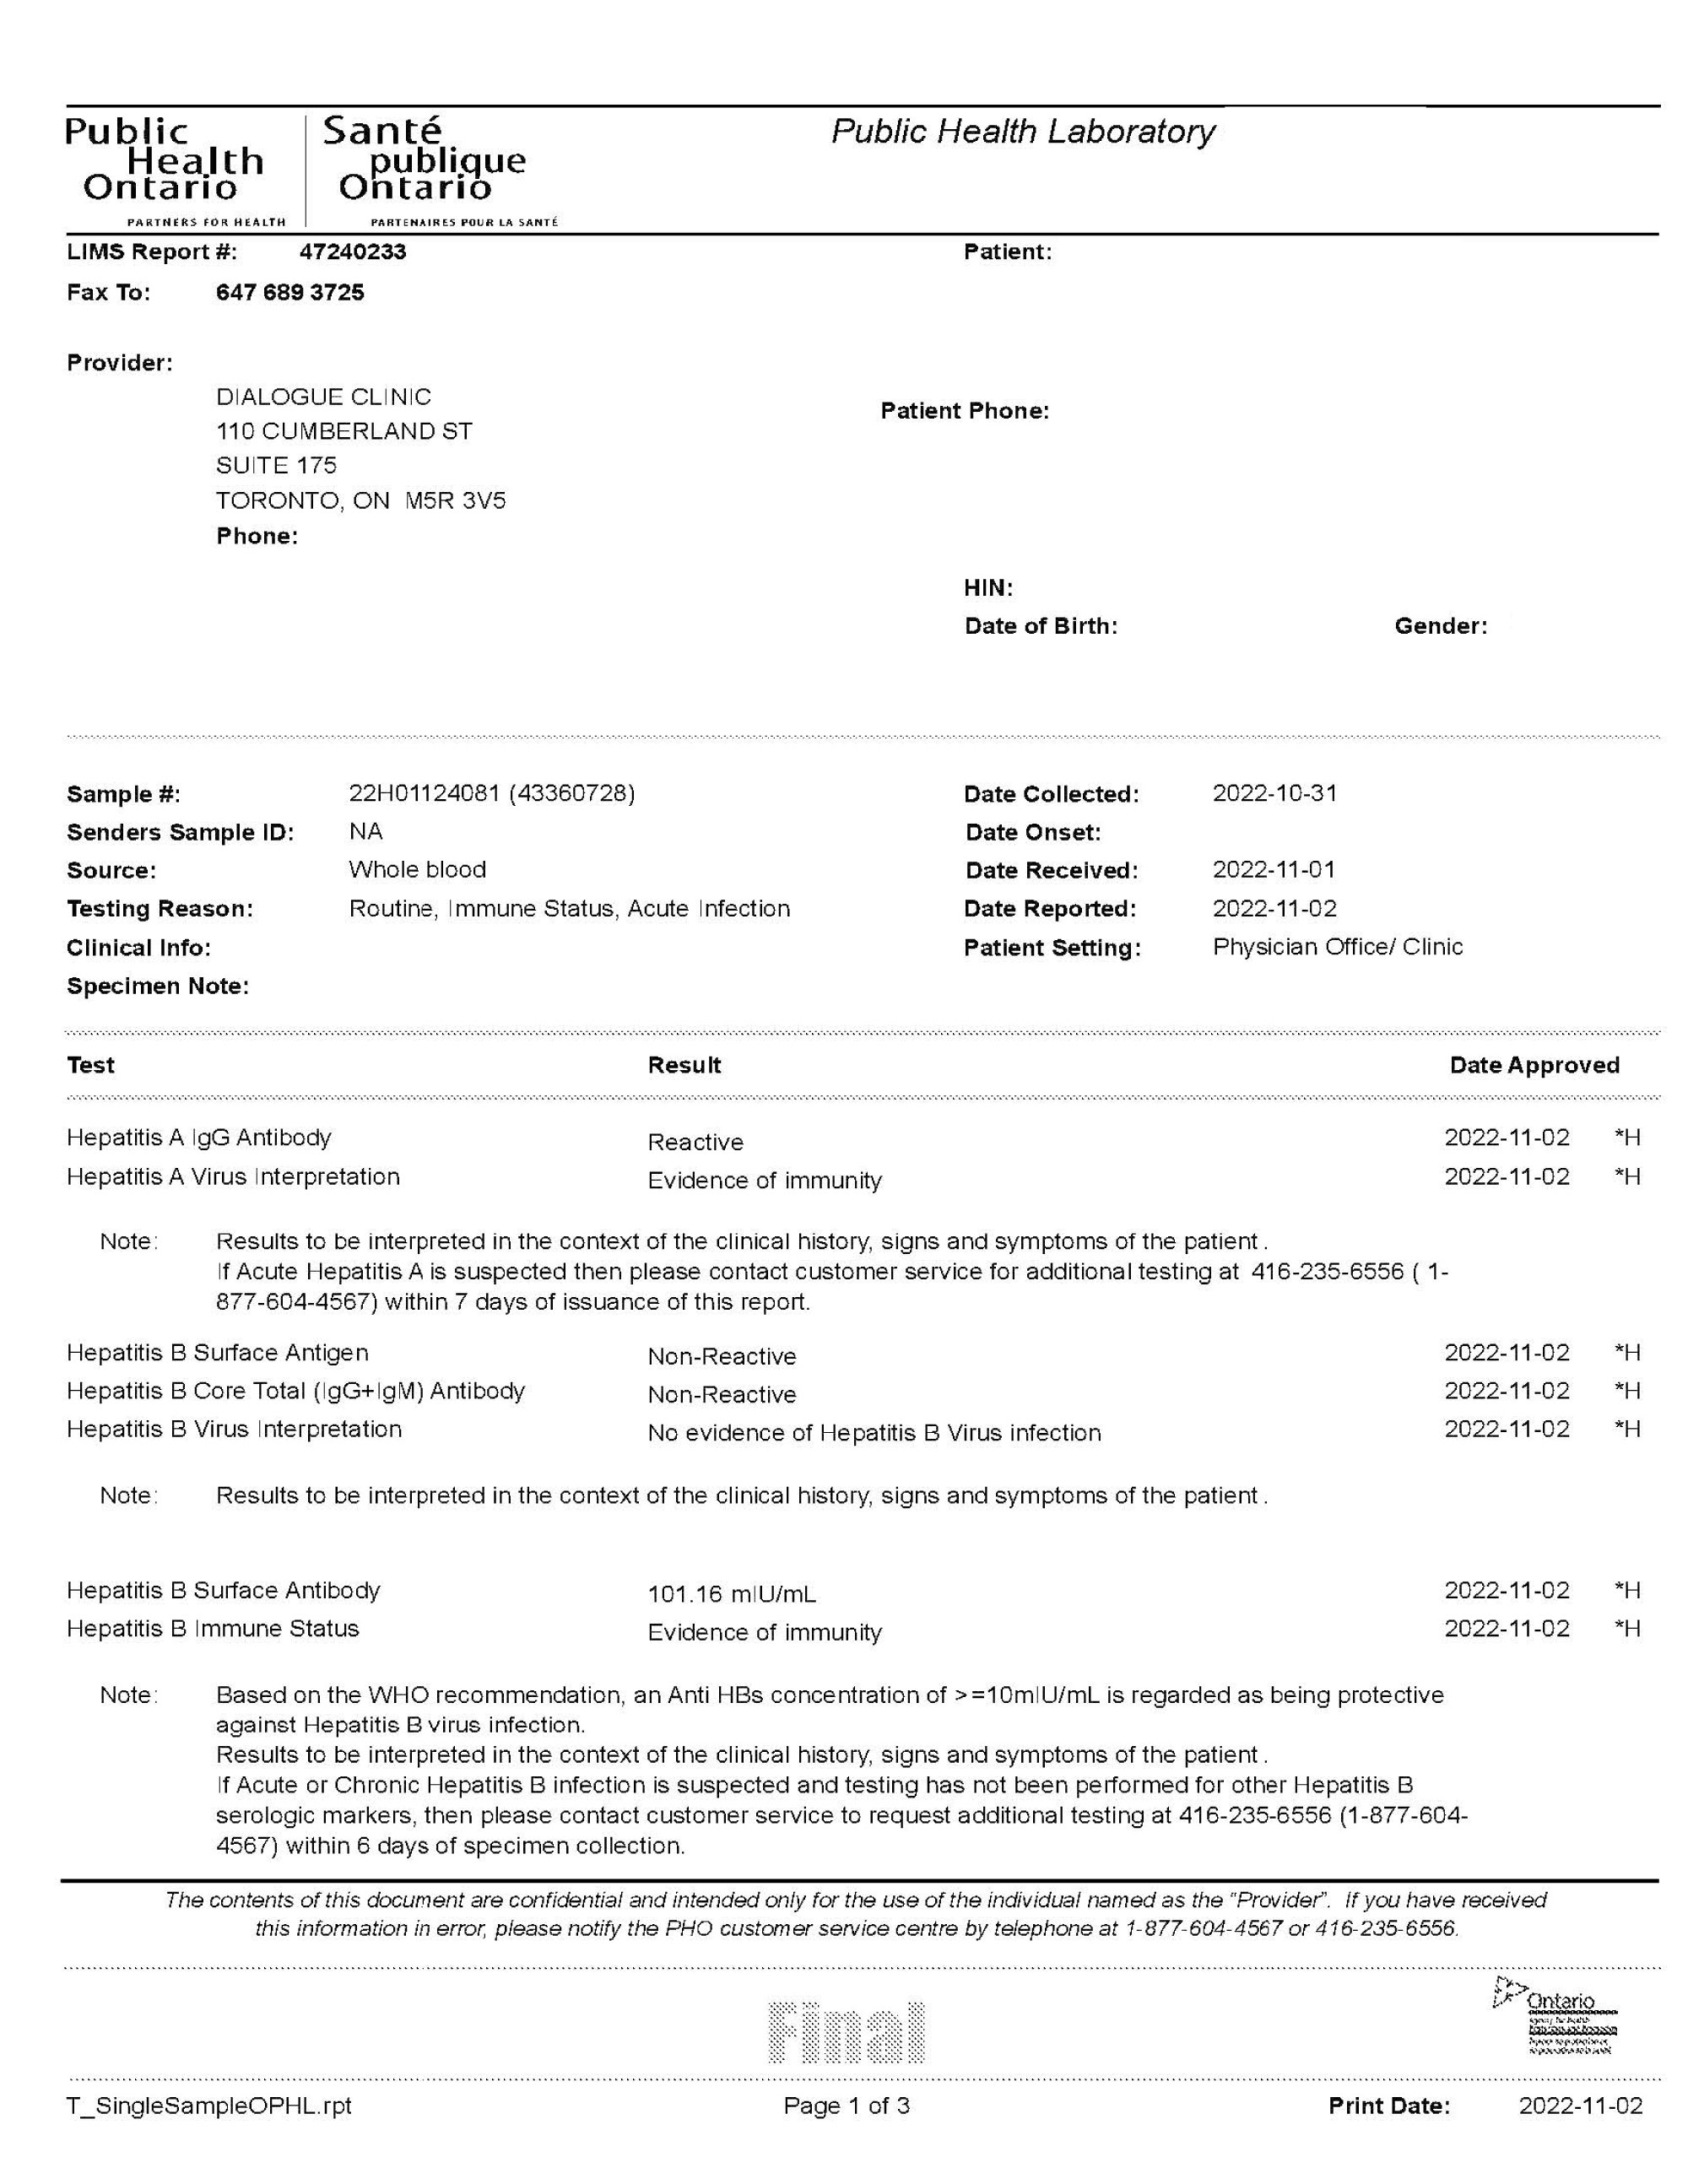 Public Health Ontario
PARTNERS FOR HEALTH
Santé publique Ontario
PARTENAIRES POUR LA SANTÉ
Public Health Laboratory
LIMS Report #: 47240233
Patient:
Fax To: 647 689 3725
Provider:
DIALOGUE CLINIC
Patient Phone:
110 CUMBERLAND ST
SUITE 175
TORONTO, ON M5R 3V5
Phone:
HIN:
Date of Birth: Gender:
Sample #: 22H01124081 (43360728) Date Collected: 2022-10-31
Senders Sample ID: NA Date Onset:
Source: Whole blood Date Received: 2022-11-01
Testing Reason: Routine, Immune Status, Acute Infection Date Reported: 2022-11-02
Clinical Info: Patient Setting: Physician Office/ Clinic
Specimen Note:
Test Result Date Approved
Hepatitis A IgG Antibody Reactive 2022-11-02 *H
Hepatitis A Virus Interpretation Evidence of immunity 2022-11-02 *H
Note: Results to be interpreted in the context of the clinical history, signs and symptoms of the patient.
If Acute Hepatitis A is suspected then please contact customer service for additional testing at 416-235-6556 ( 1-
877-604-4567) within 7 days of issuance of this report.
Hepatitis B Surface Antigen Non-Reactive 2022-11-02 *H
Hepatitis B Core Total (IgG+IgM) Antibody Non-Reactive 2022-11-02 *H
Hepatitis B Virus Interpretation No evidence of Hepatitis B Virus infection 2022-11-02 *H
Note: Results to be interpreted in the context of the clinical history, signs and symptoms of the patient.
Hepatitis B Surface Antibody 101.16 mIU/mL 2022-11-02 *H
Hepatitis B Immune Status Evidence of immunity 2022-11-02 *H
Note: Based on the WHO recommendation, an Anti HBs concentration of >=10mIU/mL is regarded as being protective
against Hepatitis B virus infection.
Results to be interpreted in the context of the clinical history, signs and symptoms of the patient.
If Acute or Chronic Hepatitis B infection is suspected and testing has not been performed for other Hepatitis B
serologic markers, then please contact customer service to request additional testing at 416-235-6556 (1-877-604-
4567) within 6 days of specimen collection.
The contents of this document are confidential and intended only for the use of the individual named as the "Provider". If you have received
this information in error, please notify the PHO customer service centre by telephone at 1-877-604-4567 or 416-235-6556.
Final
Ontario
T_SingleSampleOPHL.rpt Page 1 of 3 Print Date: 2022-11-02